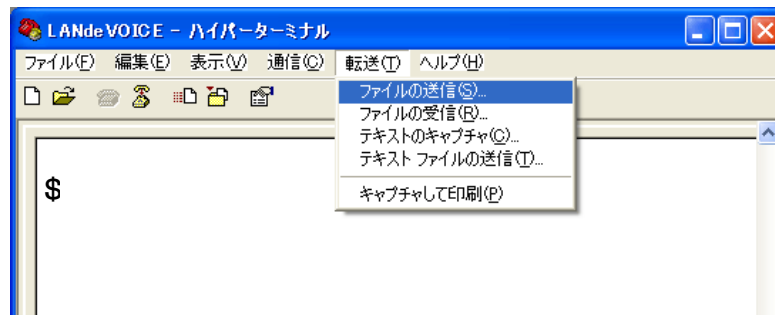 LANdeVOICE - ハイパーターミナル
ファイル(F) 編集(E) 表示(V) 通信(C) 転送(T) ヘルプ(H)
ファイルの送信(S)...
ファイルの受信(R)...
テキストのキャプチャ(C)...
テキスト ファイルの送信(T)...
キャプチャして印刷(P)
$